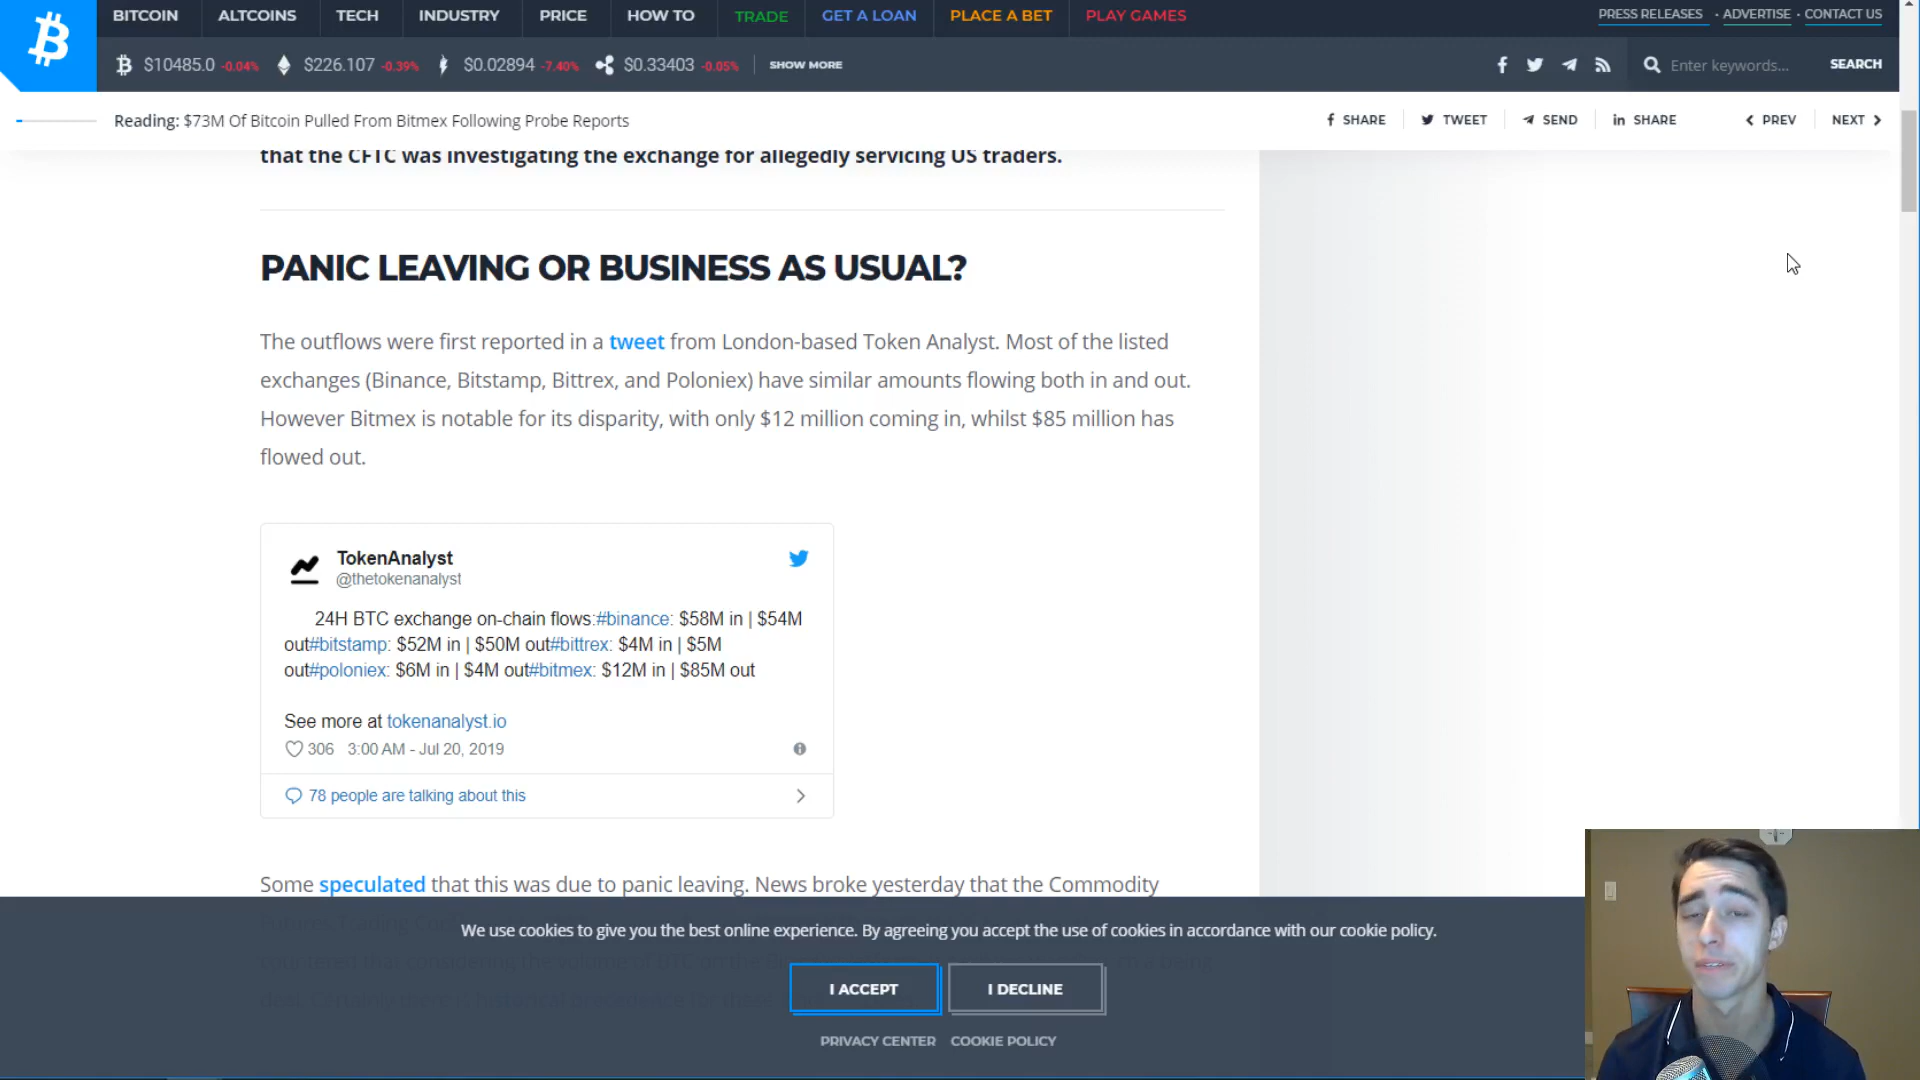 BITCOIN ALTCOINS TECH INDUSTRY PRICE HOW TO TRADE GET A LOAN PLACE A BET PLAY GAMES PRESS RELEASES · ADVERTISE · CONTACT US
$10485.0 -0.04% $226.107 -0.39% $0.02894 -7.40% $0.33403 -0.05% SHOW MORE Enter keywords... SEARCH
Reading: $73M Of Bitcoin Pulled From Bitmex Following Probe Reports SHARE TWEET SEND SHARE PREV NEXT
that the CFTC was investigating the exchange for allegedly servicing US traders.
PANIC LEAVING OR BUSINESS AS USUAL?
The outflows were first reported in a tweet from London-based Token Analyst. Most of the listed
exchanges (Binance, Bitstamp, Bittrex, and Poloniex) have similar amounts flowing both in and out.
However Bitmex is notable for its disparity, with only $12 million coming in, whilst $85 million has
flowed out.
TokenAnalyst
@thetokenanalyst
24H BTC exchange on-chain flows:#binance: $58M in | $54M
out#bitstamp: $52M in | $50M out#bittrex: $4M in | $5M
out#poloniex: $6M in | $4M out#bitmex: $12M in | $85M out
See more at tokenanalyst.io
306 3:00 AM - Jul 20, 2019
78 people are talking about this
Some speculated that this was due to panic leaving. News broke yesterday that the Commodity
We use cookies to give you the best online experience. By agreeing you accept the use of cookies in accordance with our cookie policy.
I ACCEPT I DECLINE
PRIVACY CENTER COOKIE POLICY